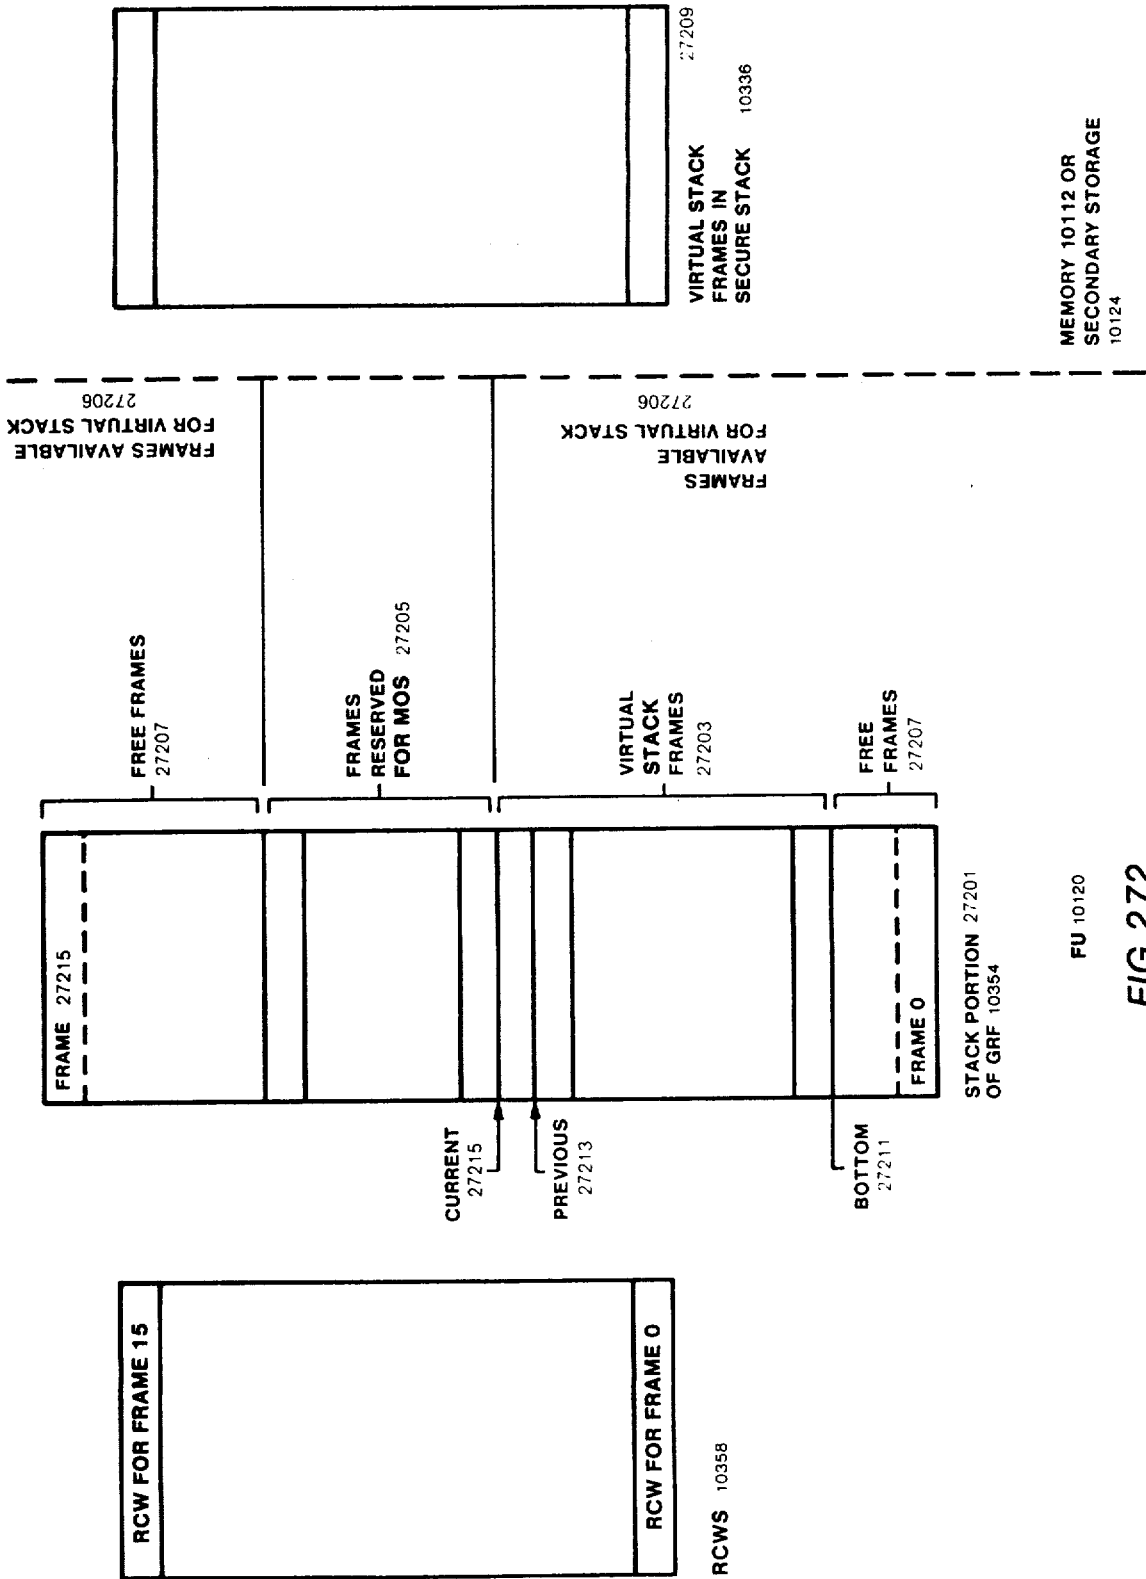 RCW FOR FRAME 15
RCW FOR FRAME 0
RCWS 10358
FRAME 27215
CURRENT
27215
PREVIOUS
27213
BOTTOM
27211
FRAME 0
STACK PORTION 27201
OF GRF 10354
FREE FRAMES
27207
FRAMES
RESERVED
FOR MOS 27205
VIRTUAL
STACK
FRAMES
27203
FREE
FRAMES
27207
FU 10120
FRAMES AVAILABLE
FOR VIRTUAL STACK
27206
FRAMES
AVAILABLE
FOR VIRTUAL STACK
27206
27209
VIRTUAL STACK
FRAMES IN
SECURE STACK 10336
MEMORY 10112 OR
SECONDARY STORAGE
10124
FIG 272